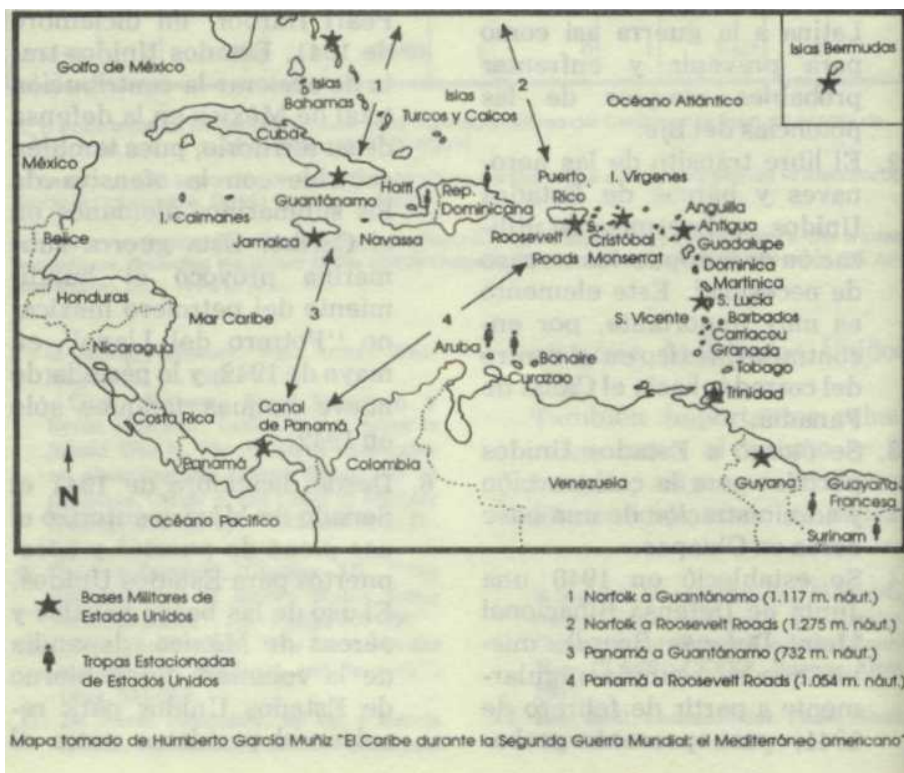 Golfo de México
Islas Bermudas
Islas
Bahamas
Islas
Turcos y Caicos
2
Océano Atlántico
1
Cuba
México
Haití
Rep.
Dominicana
Puerto
Rico
I. Vírgenes
Anguilla
Antigua
Guadalupe
Dominica
Martinica
S. Lucía
Barbados
S. Vicente
Carriacou
Granada
Tobago
Trinidad
I. Caimanes
Guantánamo
Belice
Jamaica
Navassa
Roosevelt
Roads
S.
Cristóbal
Monserrat
Honduras
Mar Caribe
3
4
Aruba
Bonaire
Curazao
Nicaragua
Costa Rica
Canal
de Panamá
Panamá
Colombia
Venezuela
Guyana
Guayana
Francesa
Surinam
N
Océano Pacífico
Bases Militares de
Estados Unidos
Tropas Estacionadas
de Estados Unidos
1 Norfolk a Guantánamo (1.117 m. náut.)
2 Norfolk a Roosevelt Roads (1.275 m. náut.)
3 Panamá a Guantánamo (732 m. náut.)
4 Panamá a Roosevelt Roads (1.054 m. náut.)
Mapa tomado de Humberto García Muñiz "El Caribe durante la Segunda Guerra Mundial: el Mediterráneo americano"